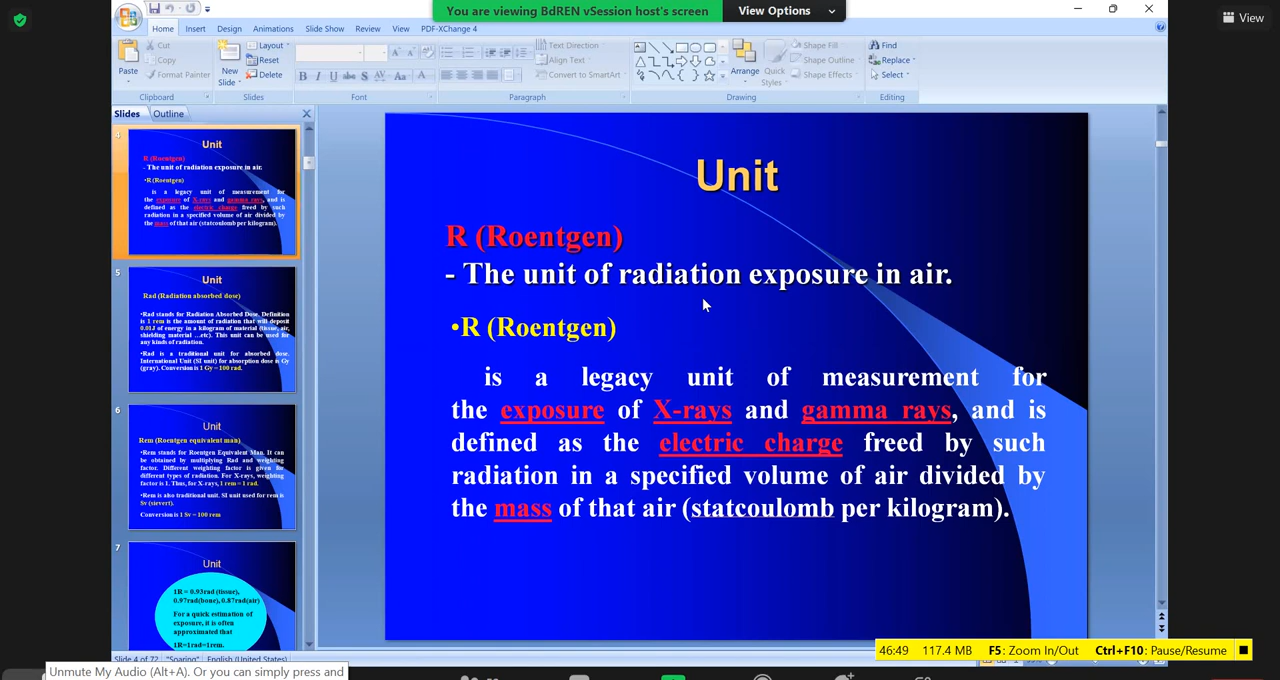 You are viewing BdREN vSession host's screen
View Options
View
Home Insert Design Animations Slide Show Review View PDF-XChange 4
Paste
Cut
Copy
Format Painter
Clipboard
New Slide
Layout
Reset
Delete
Slides
Font
Text Direction
Align Text
Convert to SmartArt
Paragraph
Arrange
Quick Styles
Shape Fill
Shape Outline
Shape Effects
Drawing
Find
Replace
Select
Editing
Slides Outline
4
Unit
R (Roentgen)
- The unit of radiation exposure in air.
•R (Roentgen)
is a legacy unit of measurement for
the exposure of X-rays and gamma rays, and is
defined as the electric charge freed by such
radiation in a specified volume of air divided by
the mass of that air (statcoulomb per kilogram).
5
Unit
Rad (Radiation absorbed dose)
•Rad stands for Radiation Absorbed Dose. Definition
is 1 rem is the amount of radiation that will deposit
0.01J of energy in a kilogram of material (tissue, air,
shielding material ...etc). This unit can be used for
any kinds of radiation.
•Rad is a traditional unit for absorbed dose.
International Unit (SI unit) for absorption dose is Gy
(gray). Conversion is 1 Gy = 100 rad.
6
Unit
Rem (Roentgen equivalent man)
•Rem stands for Roentgen Equivalent Man. It can
be obtained by multiplying Rad and weighting
factor. Different weighting factor is given for
different types of radiation. For X-rays, weighting
factor is 1. Thus, for X-rays, 1 rem = 1 rad.
•Rem is also traditional unit. SI unit used for rem is
Sv (sievert).
Conversion is 1 Sv = 100 rem
7
Unit
1R = 0.93rad (tissue),
0.97rad(bone), 0.87rad(air)
For a quick estimation of
exposure, it is often
approximated that
1R=1rad=1rem.
Unit
R (Roentgen)
- The unit of radiation exposure in air.
•R (Roentgen)
is a legacy unit of measurement for
the exposure of X-rays and gamma rays, and is
defined as the electric charge freed by such
radiation in a specified volume of air divided by
the mass of that air (statcoulomb per kilogram).
Slide 4 of 72 "Soaring" English (United States)
46:49 117.4 MB F5: Zoom In/Out Ctrl+F10: Pause/Resume
Unmute My Audio (Alt+A). Or you can simply press and